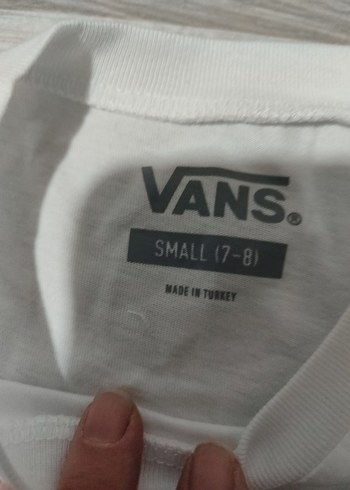 VANS®
SMALL (7-8)
MADE IN TURKEY